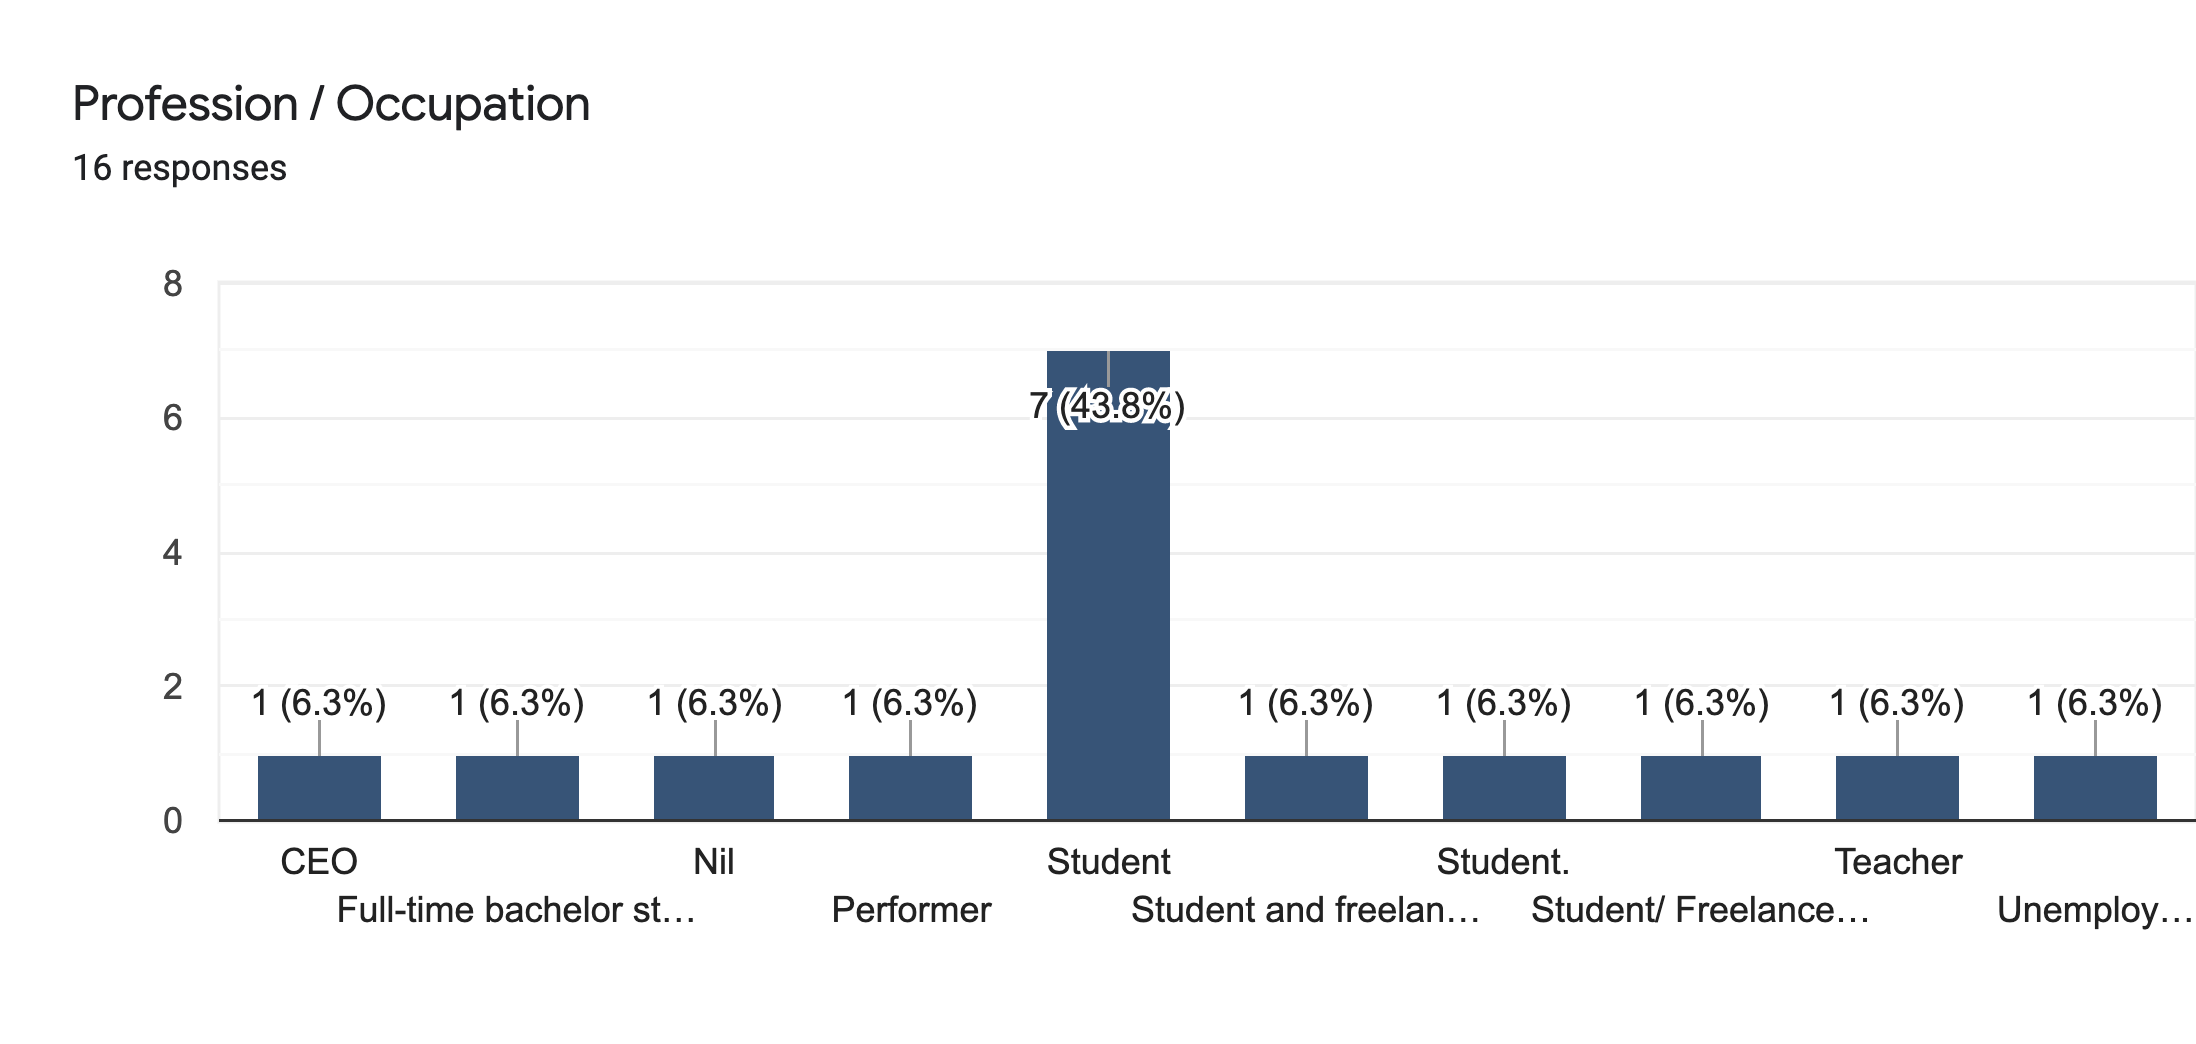 Profession / Occupation
16 responses
8
6
4
2
0
7 (43.8%)
1 (6.3%) 1 (6.3%) 1 (6.3%) 1 (6.3%) 1 (6.3%) 1 (6.3%) 1 (6.3%) 1 (6.3%) 1 (6.3%)
CEO Nil Student Student. Teacher
Full-time bachelor st… Performer Student and freelan… Student/ Freelance… Unemploy…